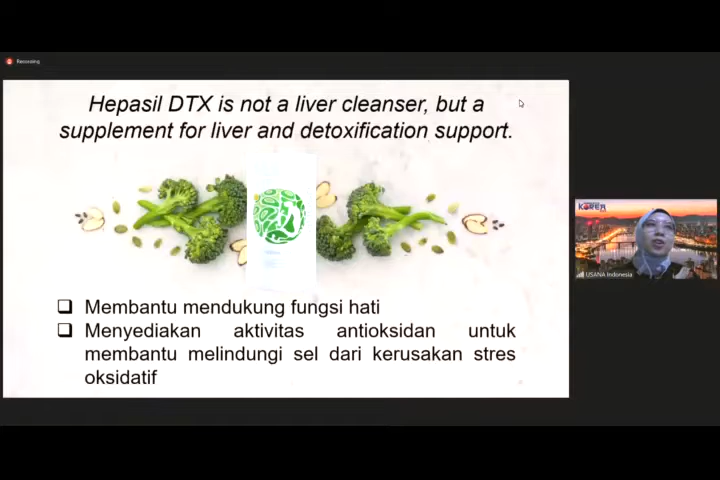 Recording
Hepasil DTX is not a liver cleanser, but a
supplement for liver and detoxification support.
Membantu mendukung fungsi hati
Menyediakan aktivitas antioksidan untuk
membantu melindungi sel dari kerusakan stres
oksidatif
KOREA
USANA Indonesia